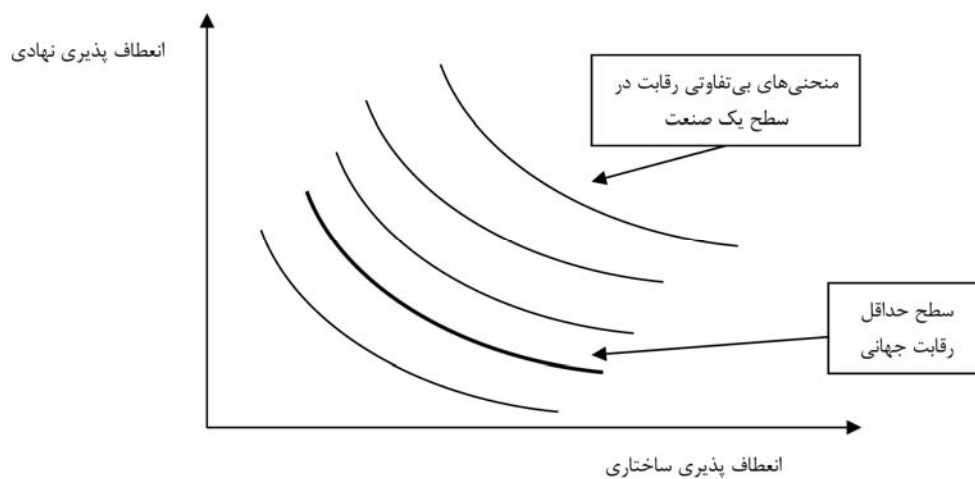 انعطاف پذیری نهادی
منحنی‌های بی‌تفاوتی رقابت در
سطح یک صنعت
سطح حداقل
رقابت جهانی
انعطاف پذیری ساختاری